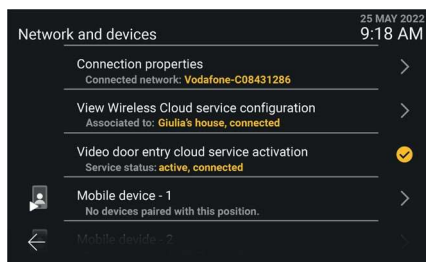 25 MAY 2022
Network and devices
9:18 AM
Connection properties
Connected network: Vodafone-C08431286
View Wireless Cloud service configuration
Associated to: Giulia's house, connected
Video door entry cloud service activation
Service status: active, connected
Mobile device - 1
No devices paired with this position.
Mobile devide - 2